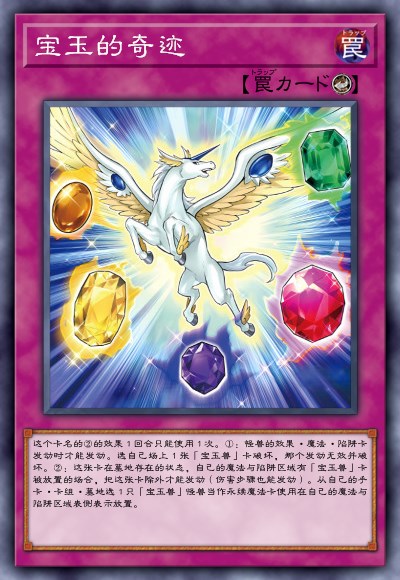 宝玉的奇迹
トラップ
罠
トラップ
【罠カード】
这个卡名的②的效果1回合只能使用1次。①：怪兽的效果·魔法·陷阱卡
发动时才能发动。选自己场上1张「宝玉兽」卡破坏，那个发动无效并破
坏。②：这张卡在墓地存在的状态，自己的魔法与陷阱区域有「宝玉兽」卡
被放置的场合，把这张卡除外才能发动（伤害步骤也能发动）。从自己的手
卡·卡组·墓地选1只「宝玉兽」怪兽当作永续魔法卡使用在自己的魔法与
陷阱区域表侧表示放置。